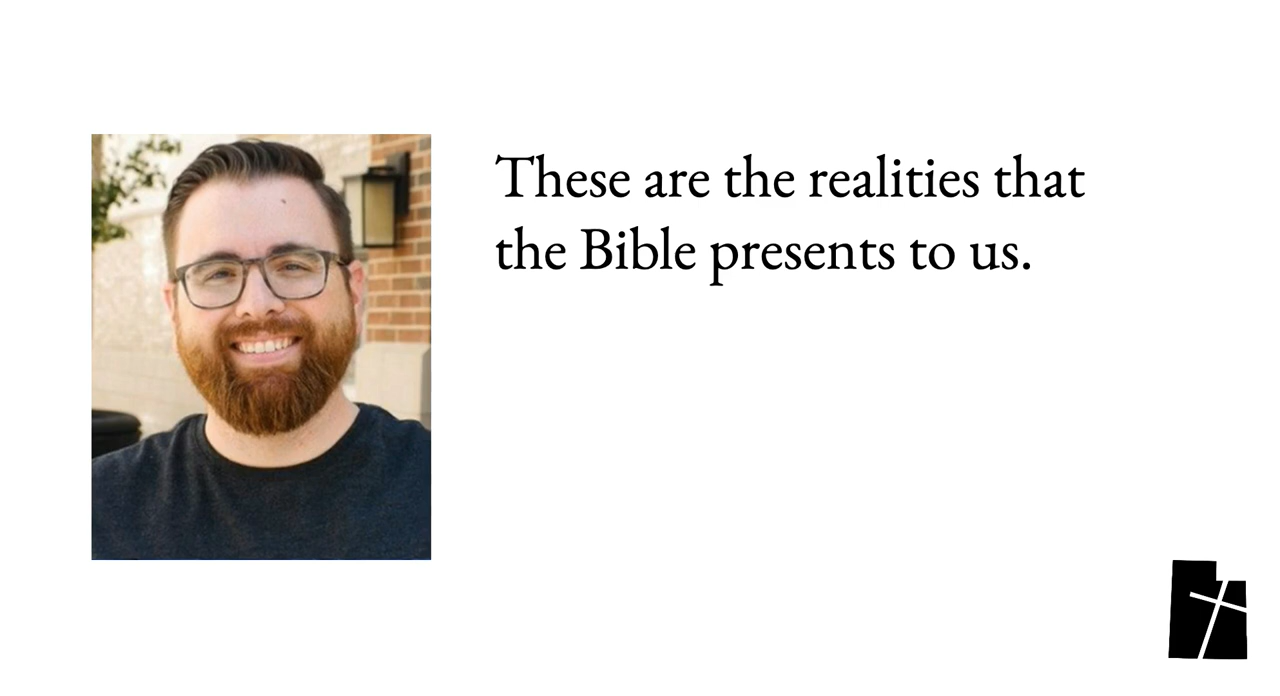 These are the realities that
the Bible presents to us.